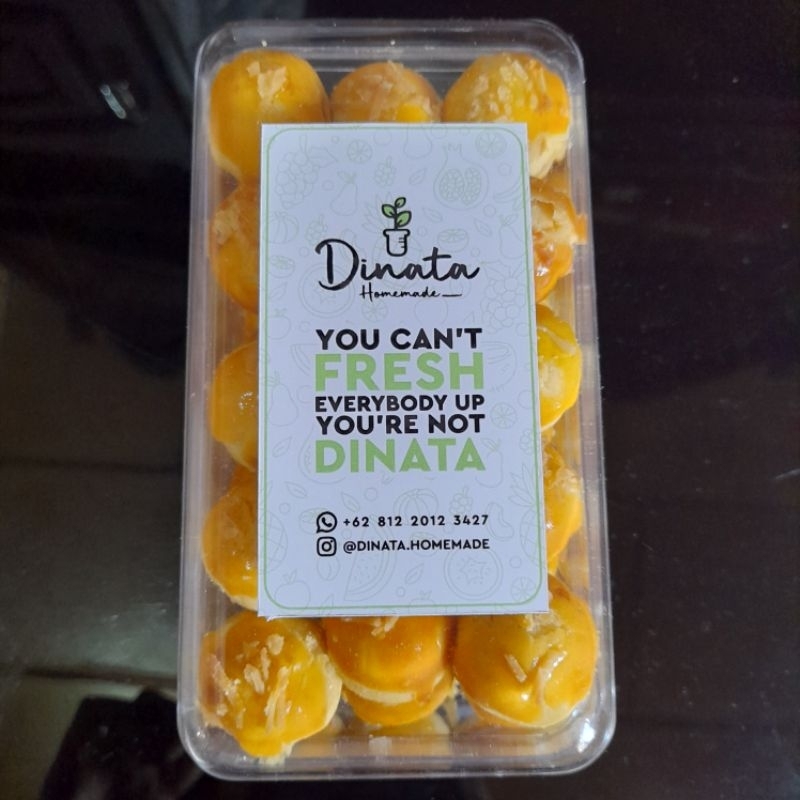 Dinata
Homemade
YOU CAN'T
FRESH
EVERYBODY UP
YOU'RE NOT
DINATA
+62 812 2012 3427
@DINATA.HOMEMADE